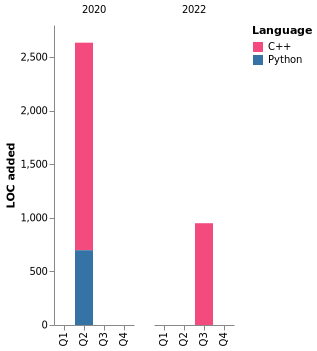 2020 2022
Language
C++
Python
LOC added
2,500
2,000
1,500
1,000
500
0
Q1 Q2 Q3 Q4 Q1 Q2 Q3 Q4